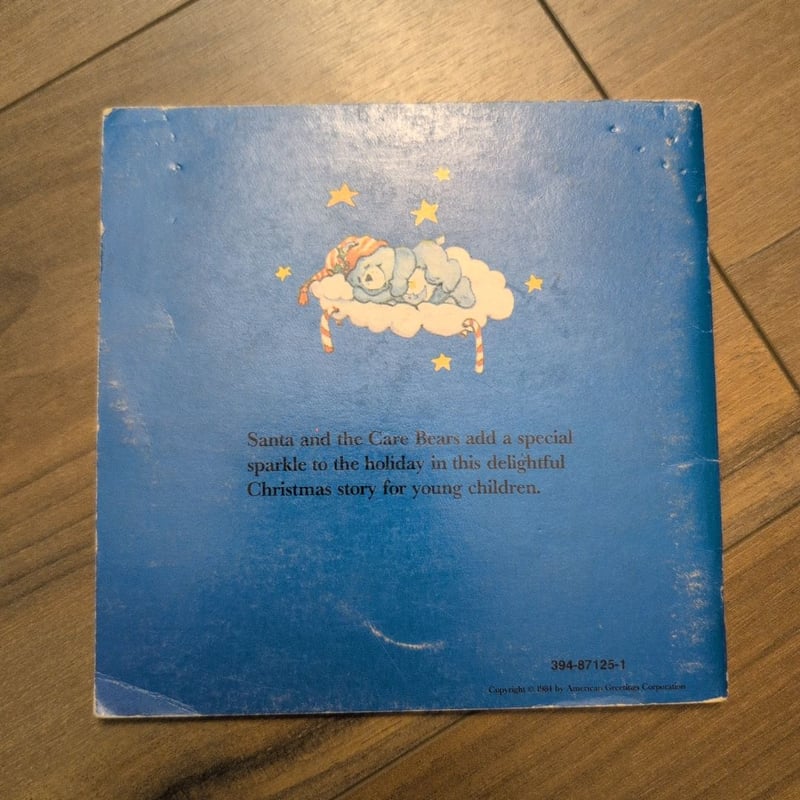 Santa and the Care Bears add a special
sparkle to the holiday in this delightful
Christmas story for young children.
394-87125-1
Copyright © 1984 by American Greetings Corporation